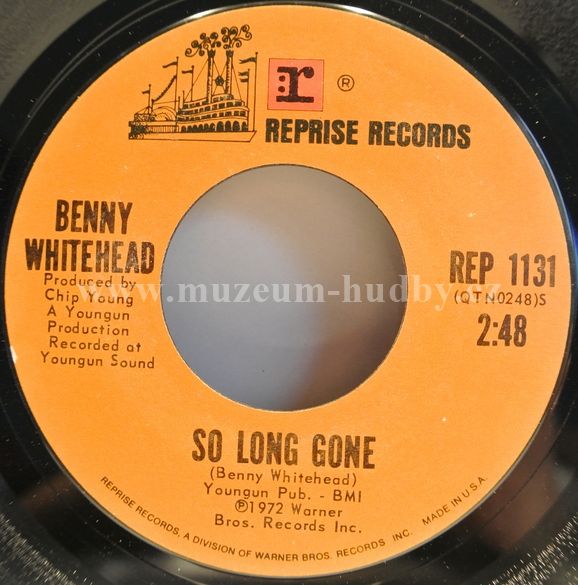 r ®
REPRISE RECORDS
BENNY
WHITEHEAD
Produced by
Chip Young
A Youngun
Production
Recorded at
Youngun Sound
REP 1131
(QTN0248)S
2:48
www.muzeum-hudby.cz
SO LONG GONE
(Benny Whitehead)
Youngun Pub. - BMI
Ⓟ1972 Warner
Bros. Records Inc.
REPRISE RECORDS, A DIVISION OF WARNER BROS. RECORDS INC. MADE IN U.S.A.